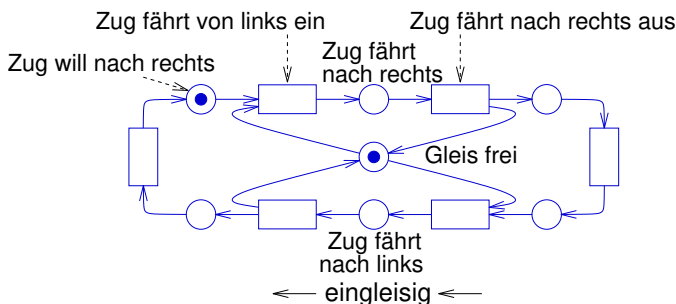 Zug fährt von links ein
Zug fährt nach rechts aus
Zug will nach rechts
Zug fährt
nach rechts
Gleis frei
Zug fährt
nach links
eingleisig